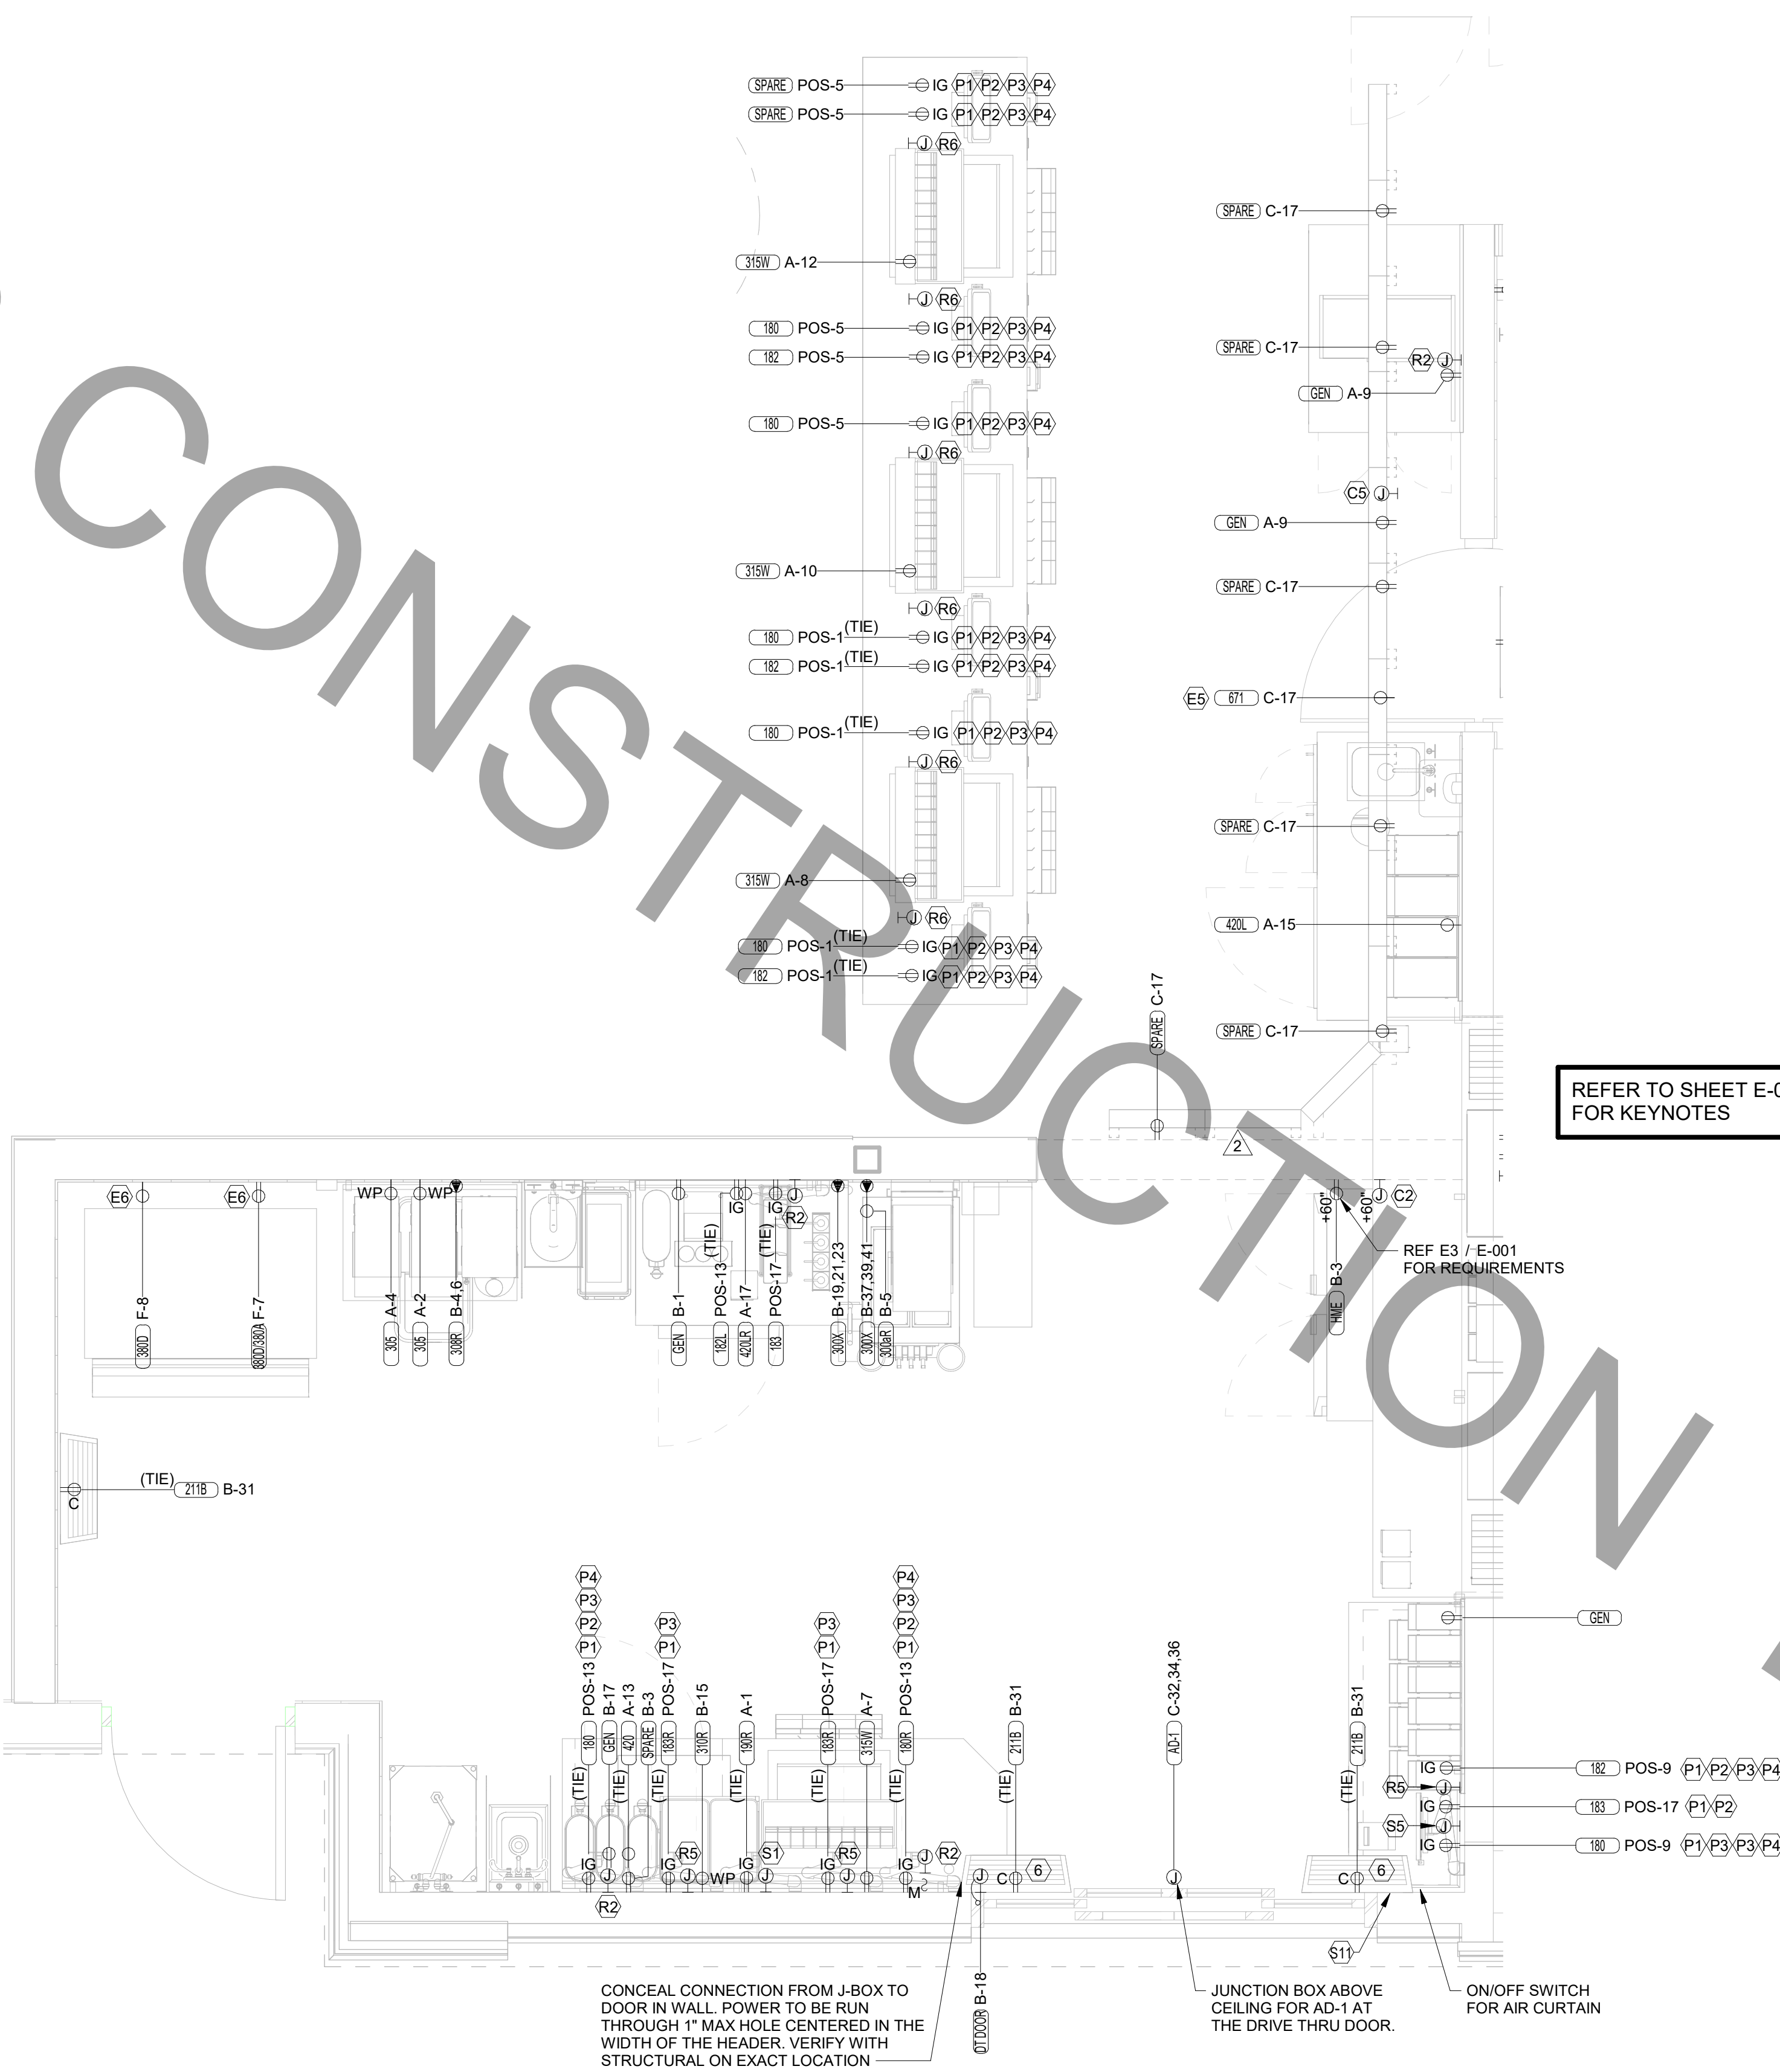 SPARE POS-5 IG P1 P2 P3 P4
SPARE POS-5 IG P1 P2 P3 P4
J R6
315W A-12
J R6
180 POS-5 IG P1 P2 P3 P4
182 POS-5 IG P1 P2 P3 P4
180 POS-5 IG P1 P2 P3 P4
J R6
315W A-10
J R6
180 POS-1 (TIE) IG P1 P2 P3 P4
182 POS-1 (TIE) IG P1 P2 P3 P4
180 POS-1 (TIE) IG P1 P2 P3 P4
J R6
315W A-8
J R6
180 POS-1 (TIE) IG P1 P2 P3 P4
182 POS-1 (TIE) IG P1 P2 P3 P4
SPARE C-17
SPARE C-17
R2 J
GEN A-9
C5 J
GEN A-9
SPARE C-17
E5 671 C-17
SPARE C-17
420L A-15
SPARE C-17
SPARE C-17
2
CONSTRUCTION
REFER TO SHEET E-0
FOR KEYNOTES
E6
380D F-8
E6
380D/380A F-7
WP
305 A-4
WP
305 A-2
308R B-4,6
GEN B-1
IG
182L POS-13 (TIE)
420LR A-17
IG
183 POS-17 (TIE)
J
R2
300X B-19,21,23
300X B-37,39,41
300aR B-5
+60"
HME B-3
+60"
J C2
REF E3 / E-001
FOR REQUIREMENTS
C
(TIE) 211B B-31
P4
P3
P2
P1
180 POS-13
(TIE)
IG
GEN B-17
J
R2
420 A-13
(TIE)
SPARE B-3
P3
P1
183R POS-17
(TIE)
IG
J R5
310R B-15
WP
190R A-1
(TIE)
IG
J S1
P3
P1
183R POS-17
(TIE)
IG
J R5
315W A-7
P4
P3
P2
P1
180R POS-13
(TIE)
IG
M
J R2
J
DT DOOR B-18
211B B-31
(TIE)
C
6
AD-1 C-32,34,36
J
211B B-31
(TIE)
C
6
S11
GEN
IG 182 POS-9 P1 P2 P3 P4
R5 J
IG 183 POS-17 P1 P2
S5 J
IG 180 POS-9 P1 P3 P3 P4
CONCEAL CONNECTION FROM J-BOX TO
DOOR IN WALL. POWER TO BE RUN
THROUGH 1" MAX HOLE CENTERED IN THE
WIDTH OF THE HEADER. VERIFY WITH
STRUCTURAL ON EXACT LOCATION
JUNCTION BOX ABOVE
CEILING FOR AD-1 AT
THE DRIVE THRU DOOR.
ON/OFF SWITCH
FOR AIR CURTAIN